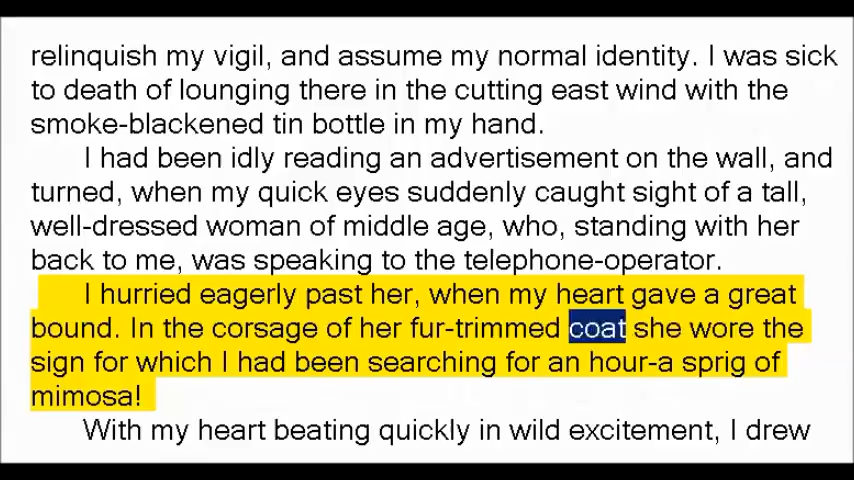 relinquish my vigil, and assume my normal identity. I was sick
to death of lounging there in the cutting east wind with the
smoke-blackened tin bottle in my hand.
I had been idly reading an advertisement on the wall, and
turned, when my quick eyes suddenly caught sight of a tall,
well-dressed woman of middle age, who, standing with her
back to me, was speaking to the telephone-operator.
I hurried eagerly past her, when my heart gave a great
bound. In the corsage of her fur-trimmed coat she wore the
sign for which I had been searching for an hour-a sprig of
mimosa!
With my heart beating quickly in wild excitement, I drew